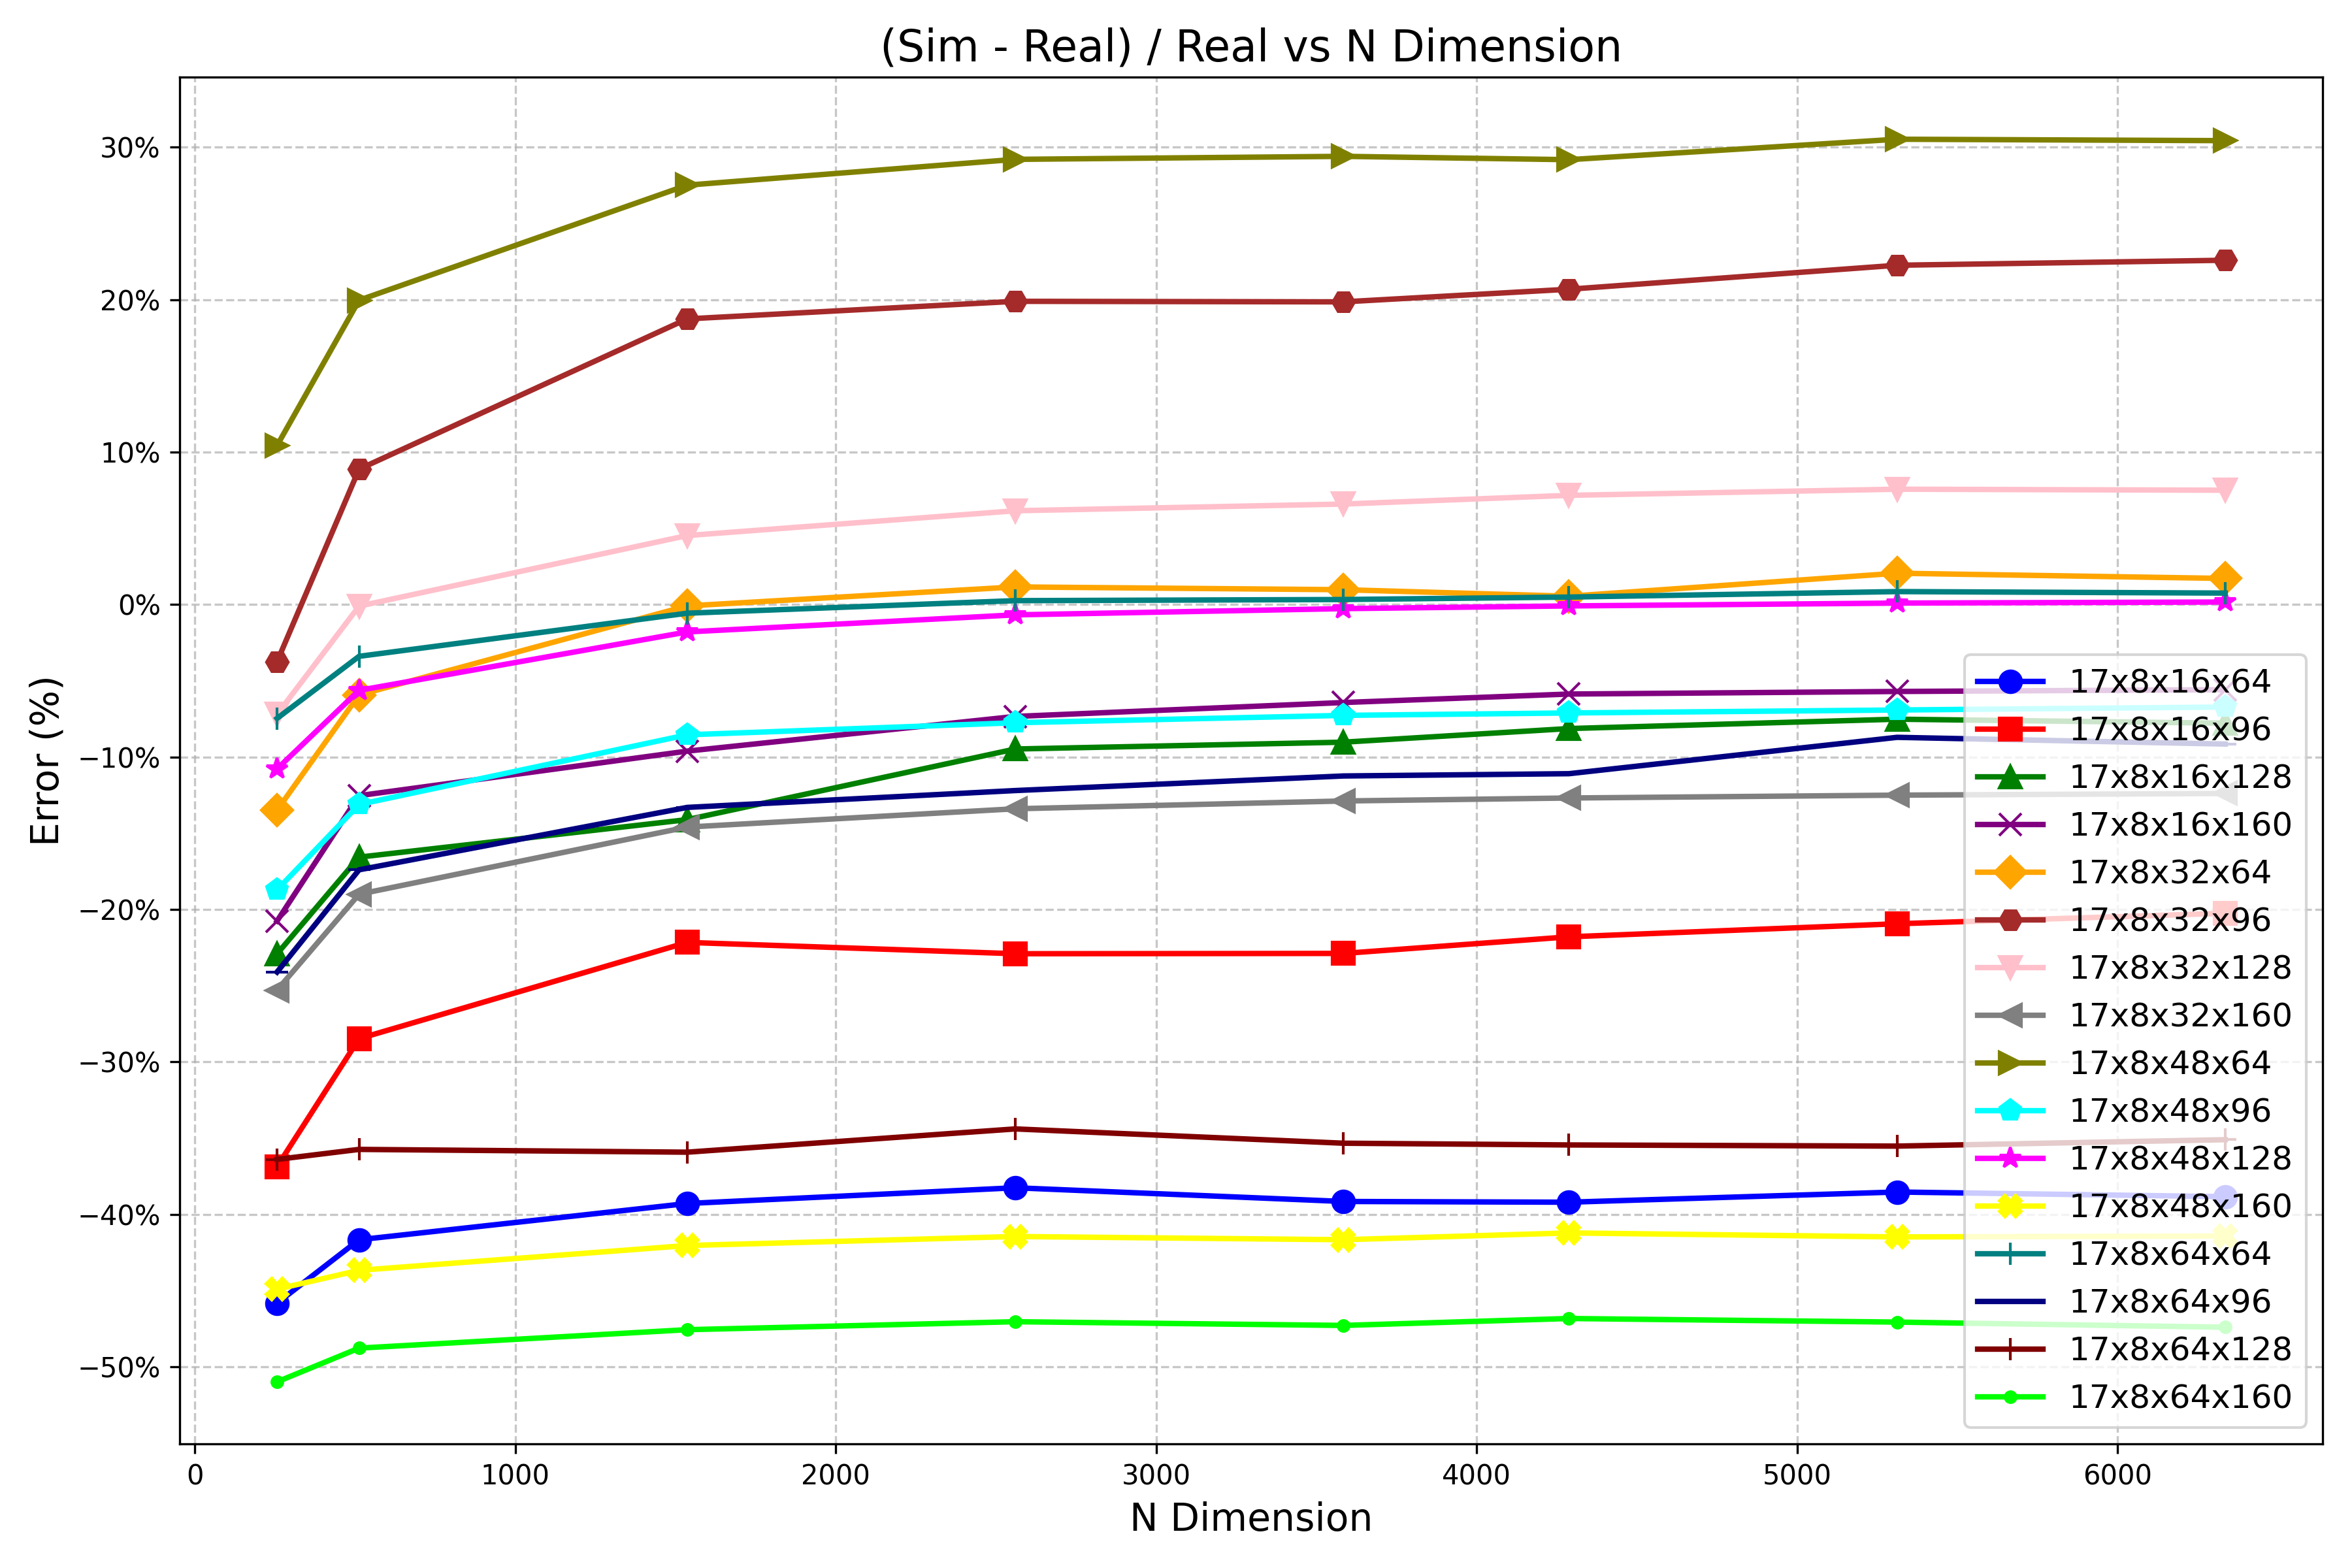 (Sim - Real) / Real vs N Dimension
Error (%)
30%
20%
10%
0%
−10%
−20%
−30%
−40%
−50%
0
1000
2000
3000
4000
5000
6000
N Dimension
17x8x16x64
17x8x16x96
17x8x16x128
17x8x16x160
17x8x32x64
17x8x32x96
17x8x32x128
17x8x32x160
17x8x48x64
17x8x48x96
17x8x48x128
17x8x48x160
17x8x64x64
17x8x64x96
17x8x64x128
17x8x64x160